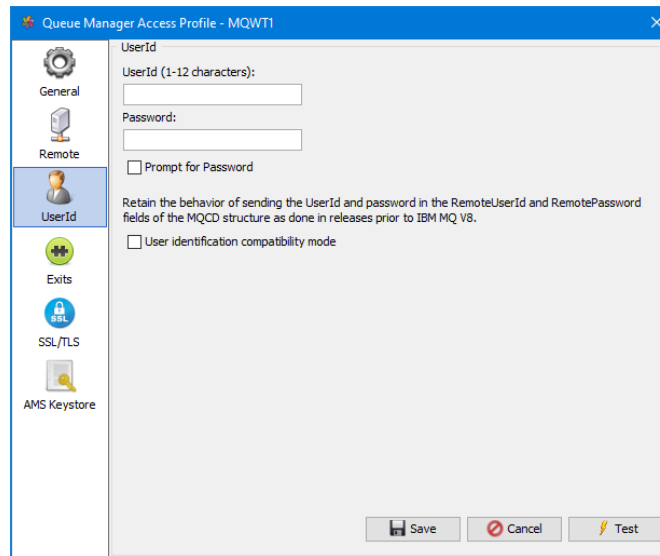 Queue Manager Access Profile - MQWT1
General
Remote
UserId
Exits
SSL
SSL/TLS
AMS Keystore
UserId
UserId (1-12 characters):
Password:
Prompt for Password
Retain the behavior of sending the UserId and password in the RemoteUserId and RemotePassword
fields of the MQCD structure as done in releases prior to IBM MQ V8.
User identification compatibility mode
Save
Cancel
Test